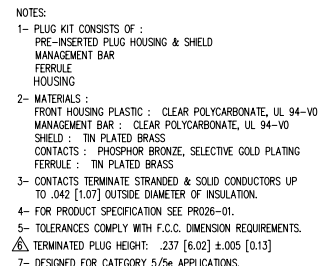 NOTES:
1- PLUG KIT CONSISTS OF :
PRE-INSERTED PLUG HOUSING & SHIELD
MANAGEMENT BAR
FERRULE
HOUSING
2- MATERIALS :
FRONT HOUSING PLASTIC : CLEAR POLYCARBONATE, UL 94-V0
MANAGEMENT BAR : CLEAR POLYCARBONATE, UL 94-V0
SHIELD : TIN PLATED BRASS
CONTACTS : PHOSPHOR BRONZE, SELECTIVE GOLD PLATING
FERRULE : TIN PLATED BRASS
3- CONTACTS TERMINATE STRANDED & SOLID CONDUCTORS UP
TO .042 [1.07] OUTSIDE DIAMETER OF INSULATION.
4- FOR PRODUCT SPECIFICATION SEE PR026-01.
5- TOLERANCES COMPLY WITH F.C.C. DIMENSION REQUIREMENTS.
6 TERMINATED PLUG HEIGHT: .237 [6.02] ±.005 [0.13]
7- DESIGNED FOR CATEGORY 5/5e APPLICATIONS.